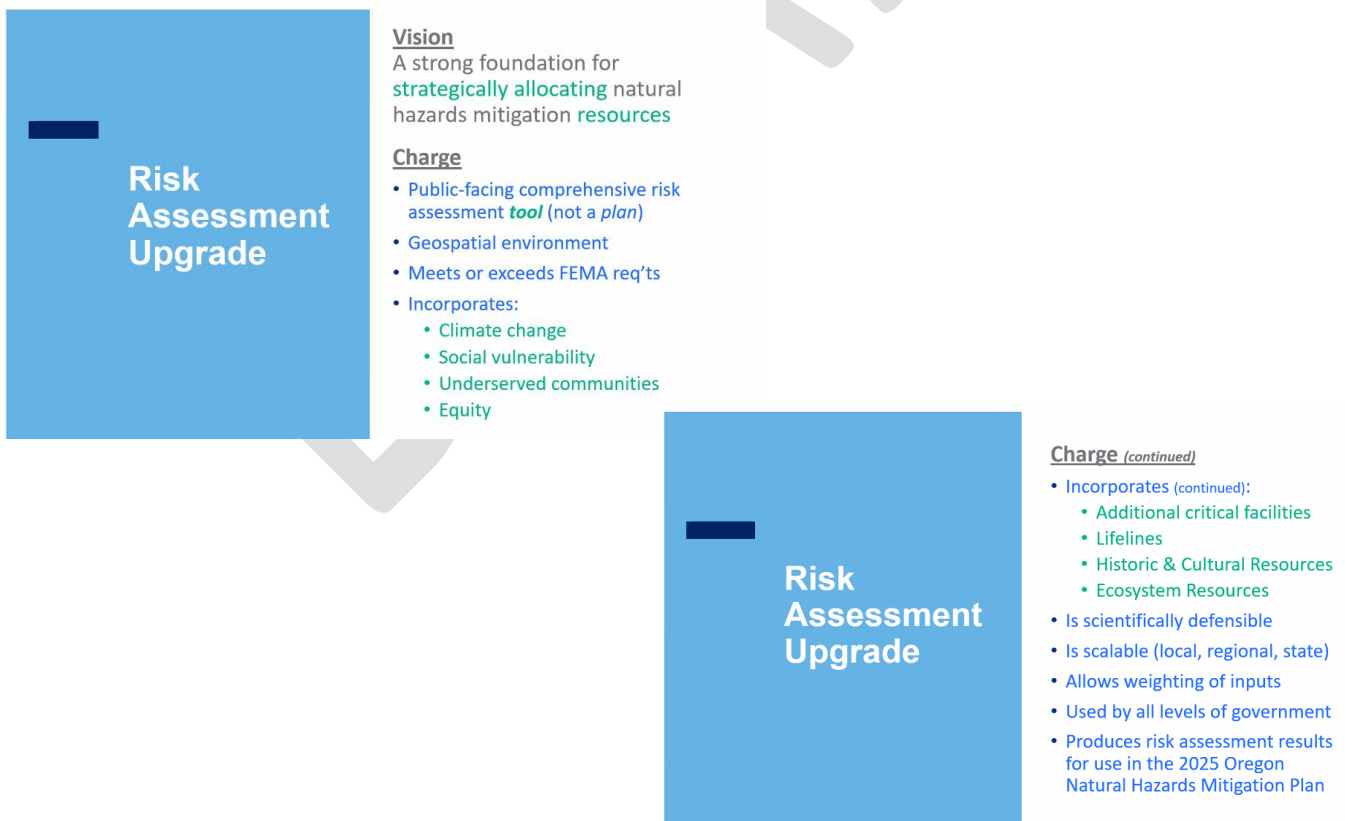 Risk
Assessment
Upgrade
Vision
A strong foundation for
strategically allocating natural
hazards mitigation resources
Charge
• Public-facing comprehensive risk
assessment tool (not a plan)
• Geospatial environment
• Meets or exceeds FEMA req’ts
• Incorporates:
• Climate change
• Social vulnerability
• Underserved communities
• Equity
Risk
Assessment
Upgrade
Charge (continued)
• Incorporates (continued):
• Additional critical facilities
• Lifelines
• Historic & Cultural Resources
• Ecosystem Resources
• Is scientifically defensible
• Is scalable (local, regional, state)
• Allows weighting of inputs
• Used by all levels of government
• Produces risk assessment results
for use in the 2025 Oregon
Natural Hazards Mitigation Plan